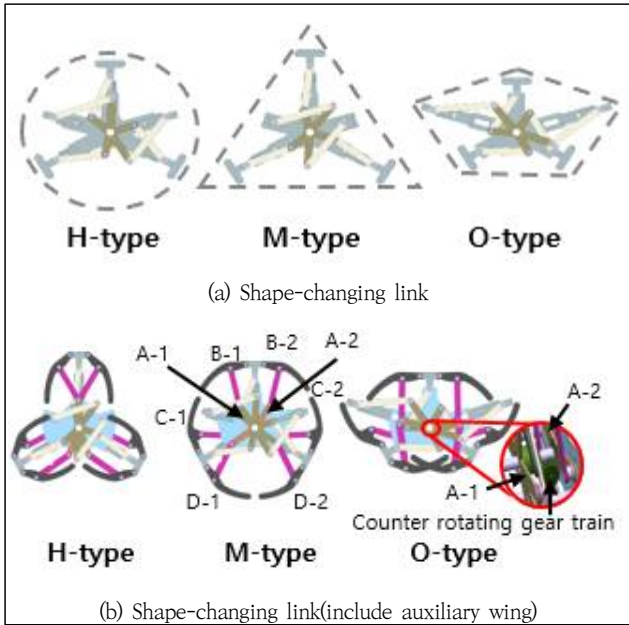 H-type M-type O-type
(a) Shape-changing link
A-1 B-1 B-2 A-2
C-1 C-2
D-1 D-2
A-2
A-1
Counter rotating gear train
H-type M-type O-type
(b) Shape-changing link(include auxiliary wing)